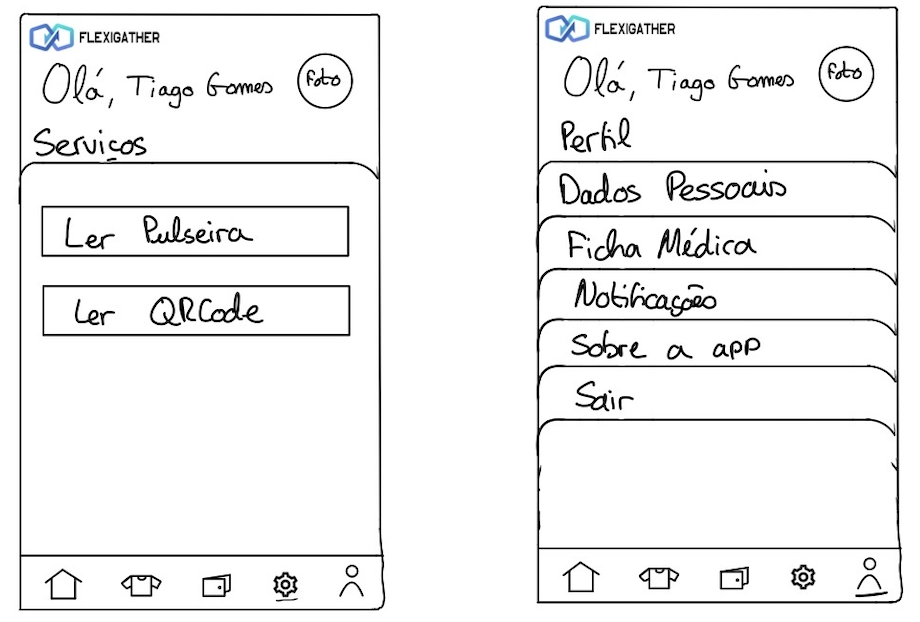 FLEXIGATHER
Olá, Tiago Gomes
Foto
Serviços
Ler Pulseira
Ler QRCode
FLEXIGATHER
Olá, Tiago Gomes
Foto
Perfil
Dados Pessoais
Ficha Médica
Notificações
Sobre a app
Sair